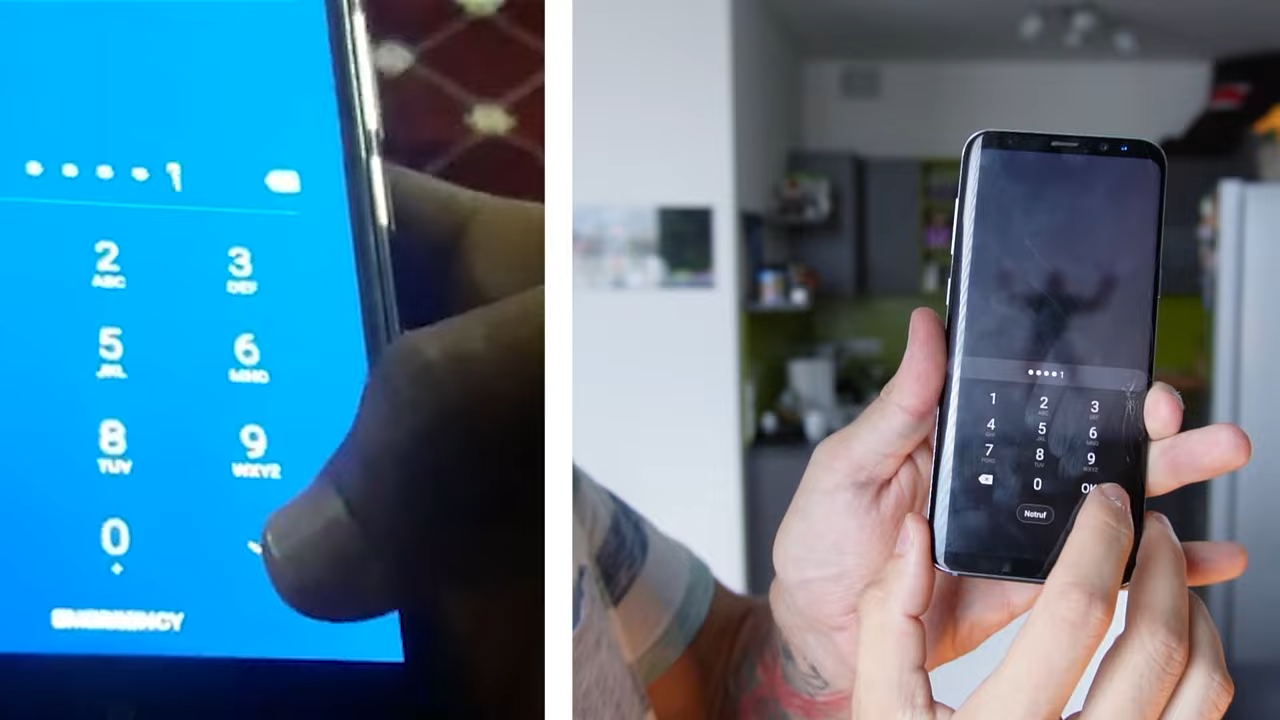 • • • • 1
2 3
ABC DEF
5 6
JKL MNO
8 9
TUV WXYZ
0
+
EMERGENCY
• • • • 1
1 2 3
ABC DEF
4 5 6
GHI JKL MNO
7 8 9
PQRS TUV WXYZ
0 OK
Notruf